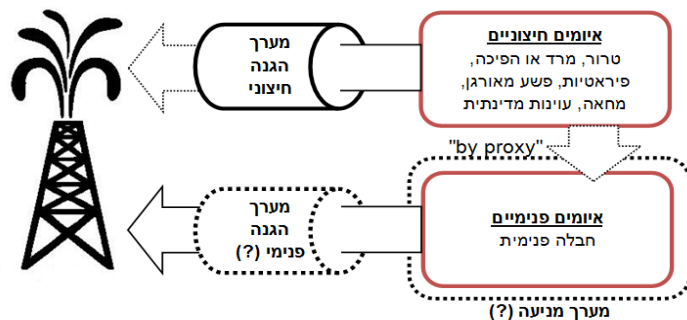 מערך
הגנה
חיצוני
איומים חיצוניים
טרור, מרד או הפיכה,
פיראטיות, פשע מאורגן,
מחאה, עוינות מדינתית
"by proxy"
מערך
הגנה
פנימי (?)
איומים פנימיים
חבלה פנימית
מערך מניעה (?)